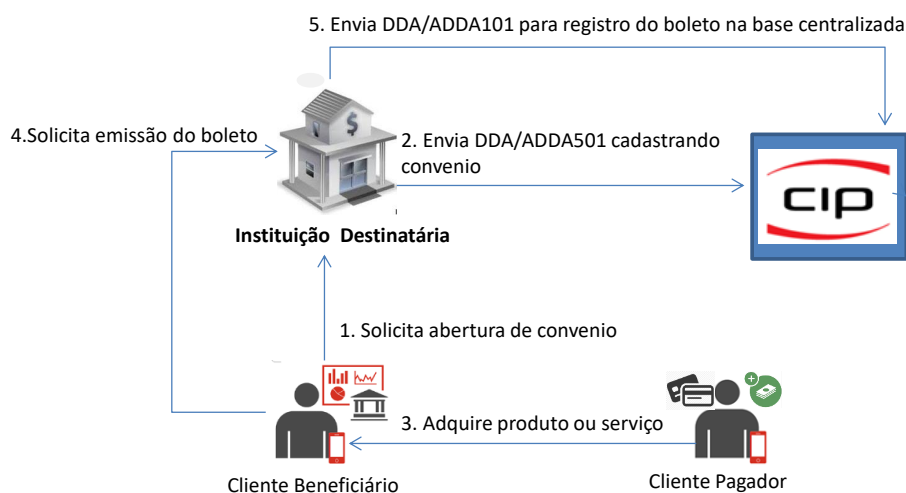 5. Envia DDA/ADDA101 para registro do boleto na base centralizada
4.Solicita emissão do boleto
2. Envia DDA/ADDA501 cadastrando
convenio
$
cip
Instituição Destinatária
1. Solicita abertura de convenio
3. Adquire produto ou serviço
Cliente Beneficiário
Cliente Pagador